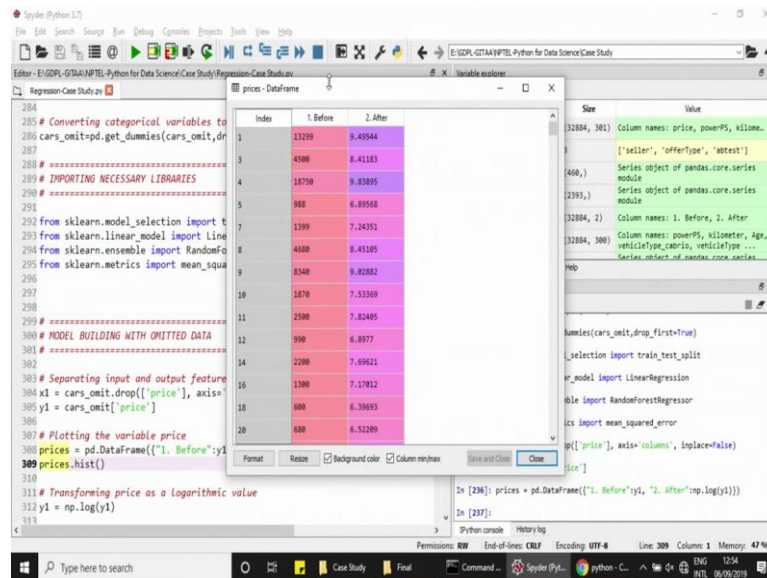 Spyder (Python 3.7)
File Edit Search Source Run Debug Consoles Projects Tools View Help
E:\GDPL-GITAA\NPTEL-Python for Data Science\Case Study
Editor - E:\GDPL-GITAA\NPTEL-Python for Data Science\Case Study\Regression-Case Study.py
Variable explorer
Regression-Case Study.py
284
285 # Converting categorical variables to
286 cars_omit=pd.get_dummies(cars_omit,dr
287
288 # =====================================
289 # IMPORTING NECESSARY LIBRARIES
290 # =====================================
291
292 from sklearn.model_selection import t
293 from sklearn.linear_model import Line
294 from sklearn.ensemble import RandomFo
295 from sklearn.metrics import mean_squa
296
297
298
299 # =====================================
300 # MODEL BUILDING WITH OMITTED DATA
301 # =====================================
302
303 # Separating input and output feature
304 x1 = cars_omit.drop(['price'], axis='
305 y1 = cars_omit['price']
306
307 # Plotting the variable price
308 prices = pd.DataFrame({"1. Before":y1
309 prices.hist()
310
311 # Transforming price as a logarithmic
312 y1 = np.log(y1)
313
prices - DataFrame
Index 1. Before 2. After
1 13299 9.49544
3 4500 8.41183
4 18750 9.83895
5 988 6.89568
7 1399 7.24351
8 4680 8.45105
9 8340 9.02882
10 1870 7.53369
11 2500 7.82405
12 990 6.8977
14 2200 7.69621
16 1300 7.17012
18 600 6.39693
20 680 6.52209
Format Resize Background color Column min/max Save and Close Close
Size Value
(32884, 301) Column names: price, powerPS, kilome…
3 ['seller', 'offerType', 'abtest']
(460,) Series object of pandas.core.series module
(2393,) Series object of pandas.core.series module
(32884, 2) Column names: 1. Before, 2. After
(32884, 300) Column names: powerPS, kilometer, Age, vehicleType_cabrio, vehicleType ...
Series object of pandas.core.series
Help
dummies(cars_omit,drop_first=True)
l_selection import train_test_split
ar_model import LinearRegression
ble import RandomForestRegressor
ics import mean_squared_error
op(['price'], axis='columns', inplace=False)
rice']
In [236]: prices = pd.DataFrame({"1. Before":y1, "2. After":np.log(y1)})
In [237]:
IPython console History log
Permissions: RW End-of-lines: CRLF Encoding: UTF-8 Line: 309 Column: 1 Memory: 47 %
Type here to search
Case Study
Final
Command ...
Spyder (Pyt...
python - C...
ENG
INTL
12:54
06/09/2019